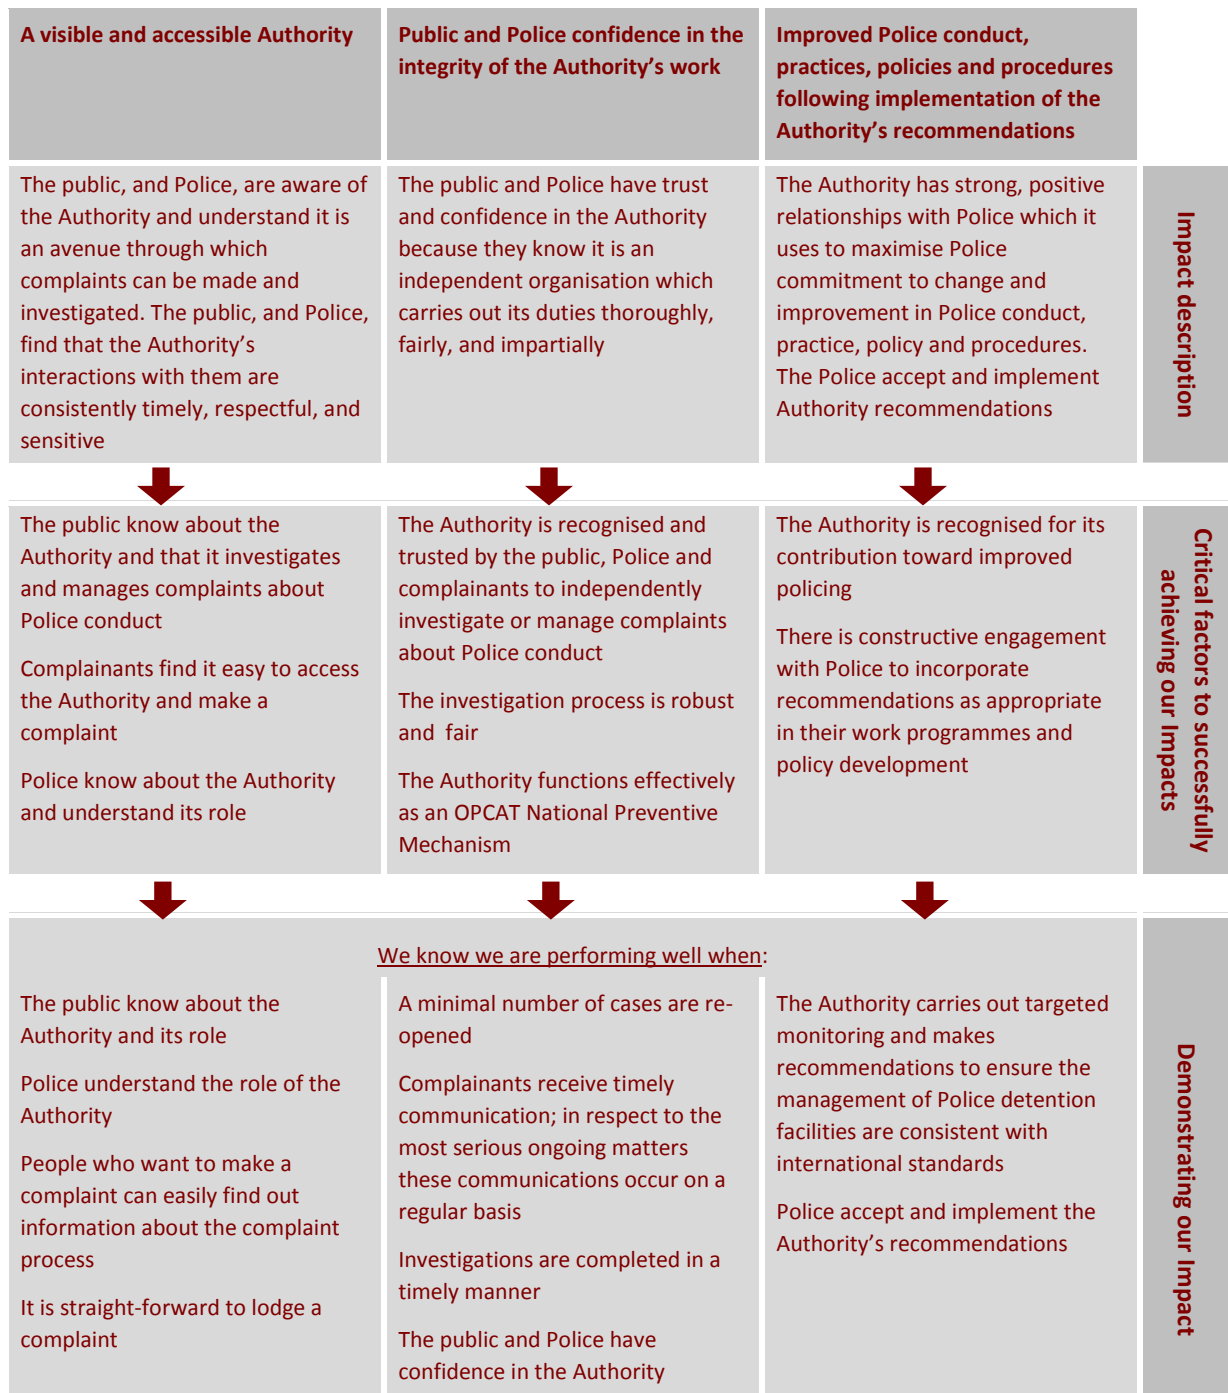 A visible and accessible Authority
Public and Police confidence in the
integrity of the Authority's work
Improved Police conduct,
practices, policies and procedures
following implementation of the
Authority's recommendations
The public, and Police, are aware of
the Authority and understand it is
an avenue through which
complaints can be made and
investigated. The public, and Police,
find that the Authority's
interactions with them are
consistently timely, respectful, and
sensitive
The public and Police have trust
and confidence in the Authority
because they know it is an
independent organisation which
carries out its duties thoroughly,
fairly, and impartially
The Authority has strong, positive
relationships with Police which it
uses to maximise Police
commitment to change and
improvement in Police conduct,
practice, policy and procedures.
The Police accept and implement
Authority recommendations
Impact description
The public know about the
Authority and that it investigates
and manages complaints about
Police conduct
Complainants find it easy to access
the Authority and make a
complaint
Police know about the Authority
and understand its role
The Authority is recognised and
trusted by the public, Police and
complainants to independently
investigate or manage complaints
about Police conduct
The investigation process is robust
and  fair
The Authority functions effectively
as an OPCAT National Preventive
Mechanism
The Authority is recognised for its
contribution toward improved
policing
There is constructive engagement
with Police to incorporate
recommendations as appropriate
in their work programmes and
policy development
Critical factors to successfully
achieving our Impacts
We know we are performing well when:
The public know about the
Authority and its role
Police understand the role of the
Authority
People who want to make a
complaint can easily find out
information about the complaint
process
It is straight-forward to lodge a
complaint
A minimal number of cases are re-
opened
Complainants receive timely
communication; in respect to the
most serious ongoing matters
these communications occur on a
regular basis
Investigations are completed in a
timely manner
The public and Police have
confidence in the Authority
The Authority carries out targeted
monitoring and makes
recommendations to ensure the
management of Police detention
facilities are consistent with
international standards
Police accept and implement the
Authority's recommendations
Demonstrating our Impact